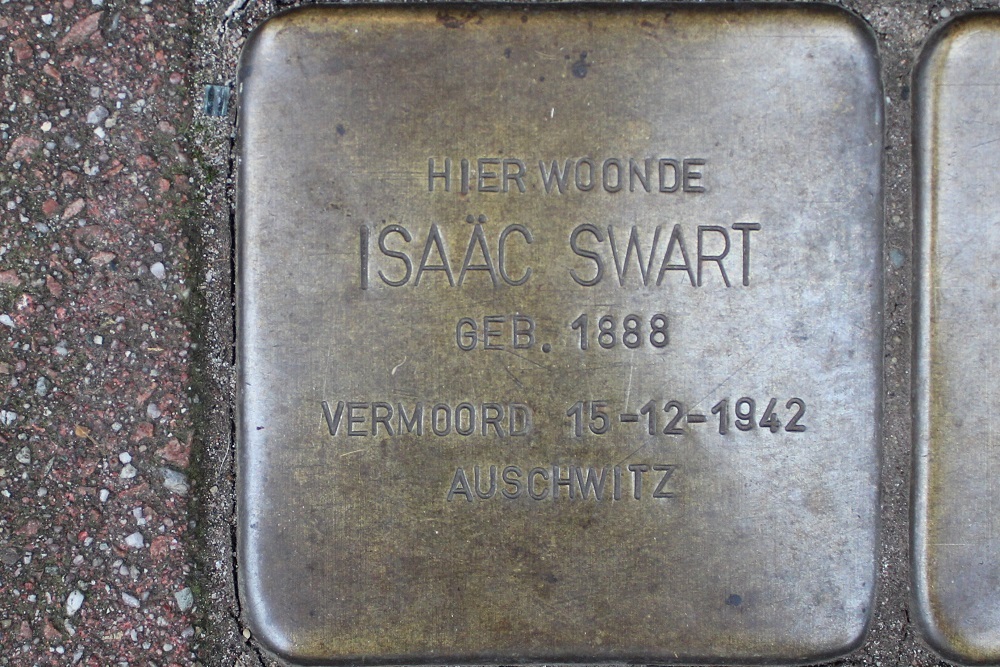 HIER WOONDE
ISAÄC SWART
GEB. 1888
VERMOORD 15-12-1942
AUSCHWITZ